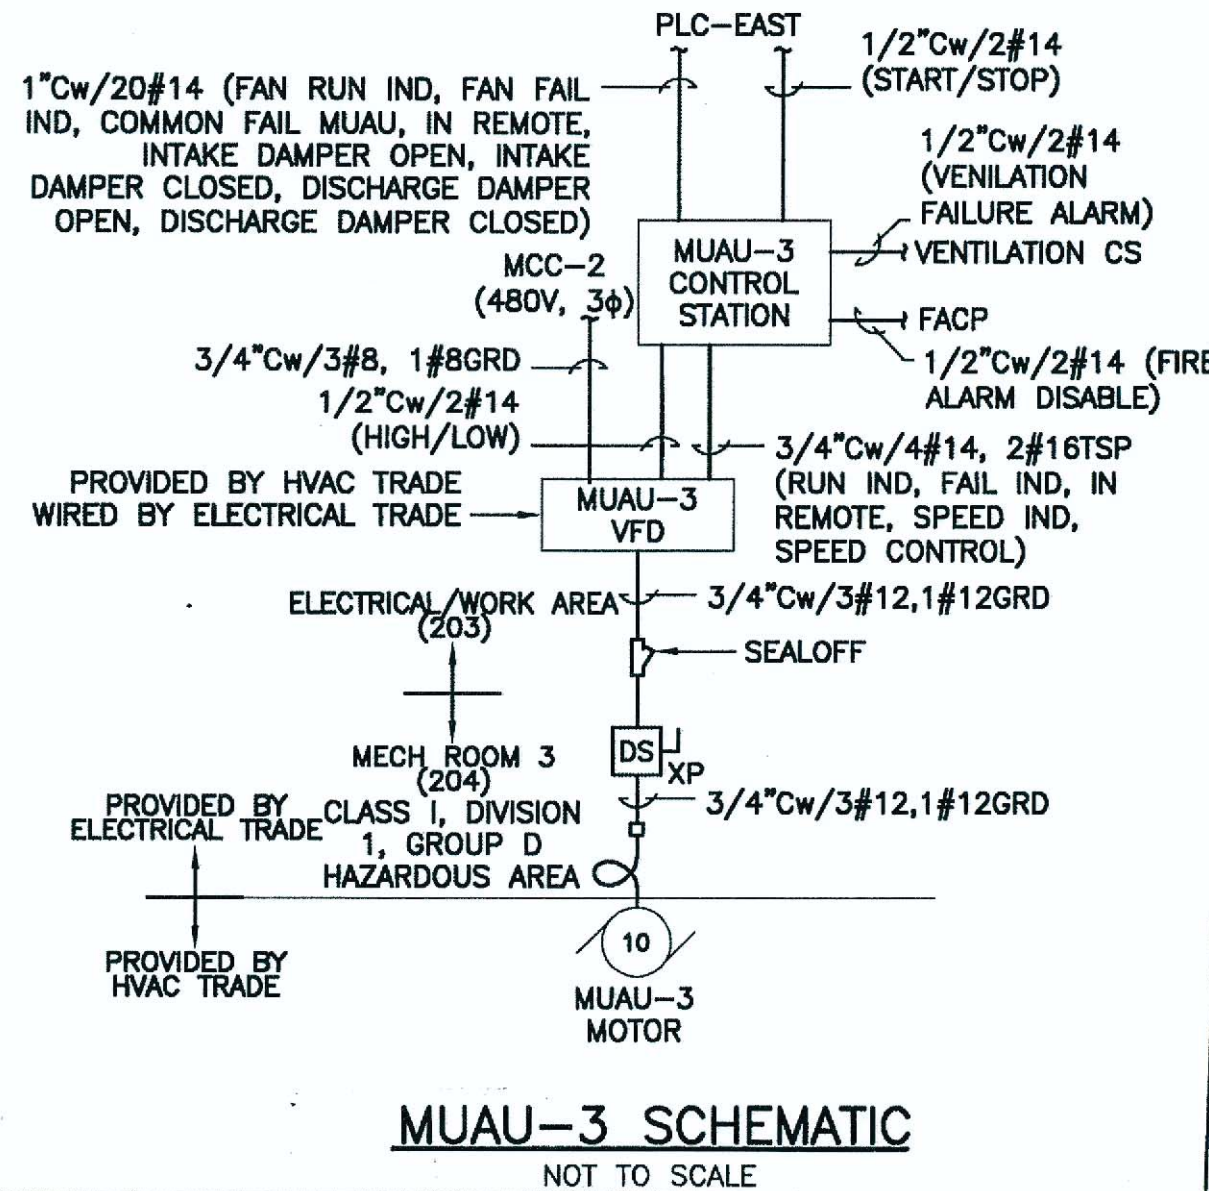 PLC-EAST
1/2"Cw/2#14
(START/STOP)
1"Cw/20#14 (FAN RUN IND, FAN FAIL
IND, COMMON FAIL MUAU, IN REMOTE,
INTAKE DAMPER OPEN, INTAKE
DAMPER CLOSED, DISCHARGE DAMPER
OPEN, DISCHARGE DAMPER CLOSED)
1/2"Cw/2#14
(VENILATION
FAILURE ALARM)
VENTILATION CS
MUAU-3
CONTROL
STATION
MCC-2
(480V, 3ϕ)
FACP
1/2"Cw/2#14 (FIRE
ALARM DISABLE)
3/4"Cw/3#8, 1#8GRD
1/2"Cw/2#14
(HIGH/LOW)
3/4"Cw/4#14, 2#16TSP
(RUN IND, FAIL IND, IN
REMOTE, SPEED IND,
SPEED CONTROL)
PROVIDED BY HVAC TRADE
WIRED BY ELECTRICAL TRADE
MUAU-3
VFD
ELECTRICAL/WORK AREA
(203)
3/4"Cw/3#12,1#12GRD
SEALOFF
DS
XP
MECH ROOM 3
(204)
CLASS I, DIVISION
1, GROUP D
HAZARDOUS AREA
3/4"Cw/3#12,1#12GRD
PROVIDED BY
ELECTRICAL TRADE
PROVIDED BY
HVAC TRADE
10
MUAU-3
MOTOR
MUAU-3 SCHEMATIC
NOT TO SCALE